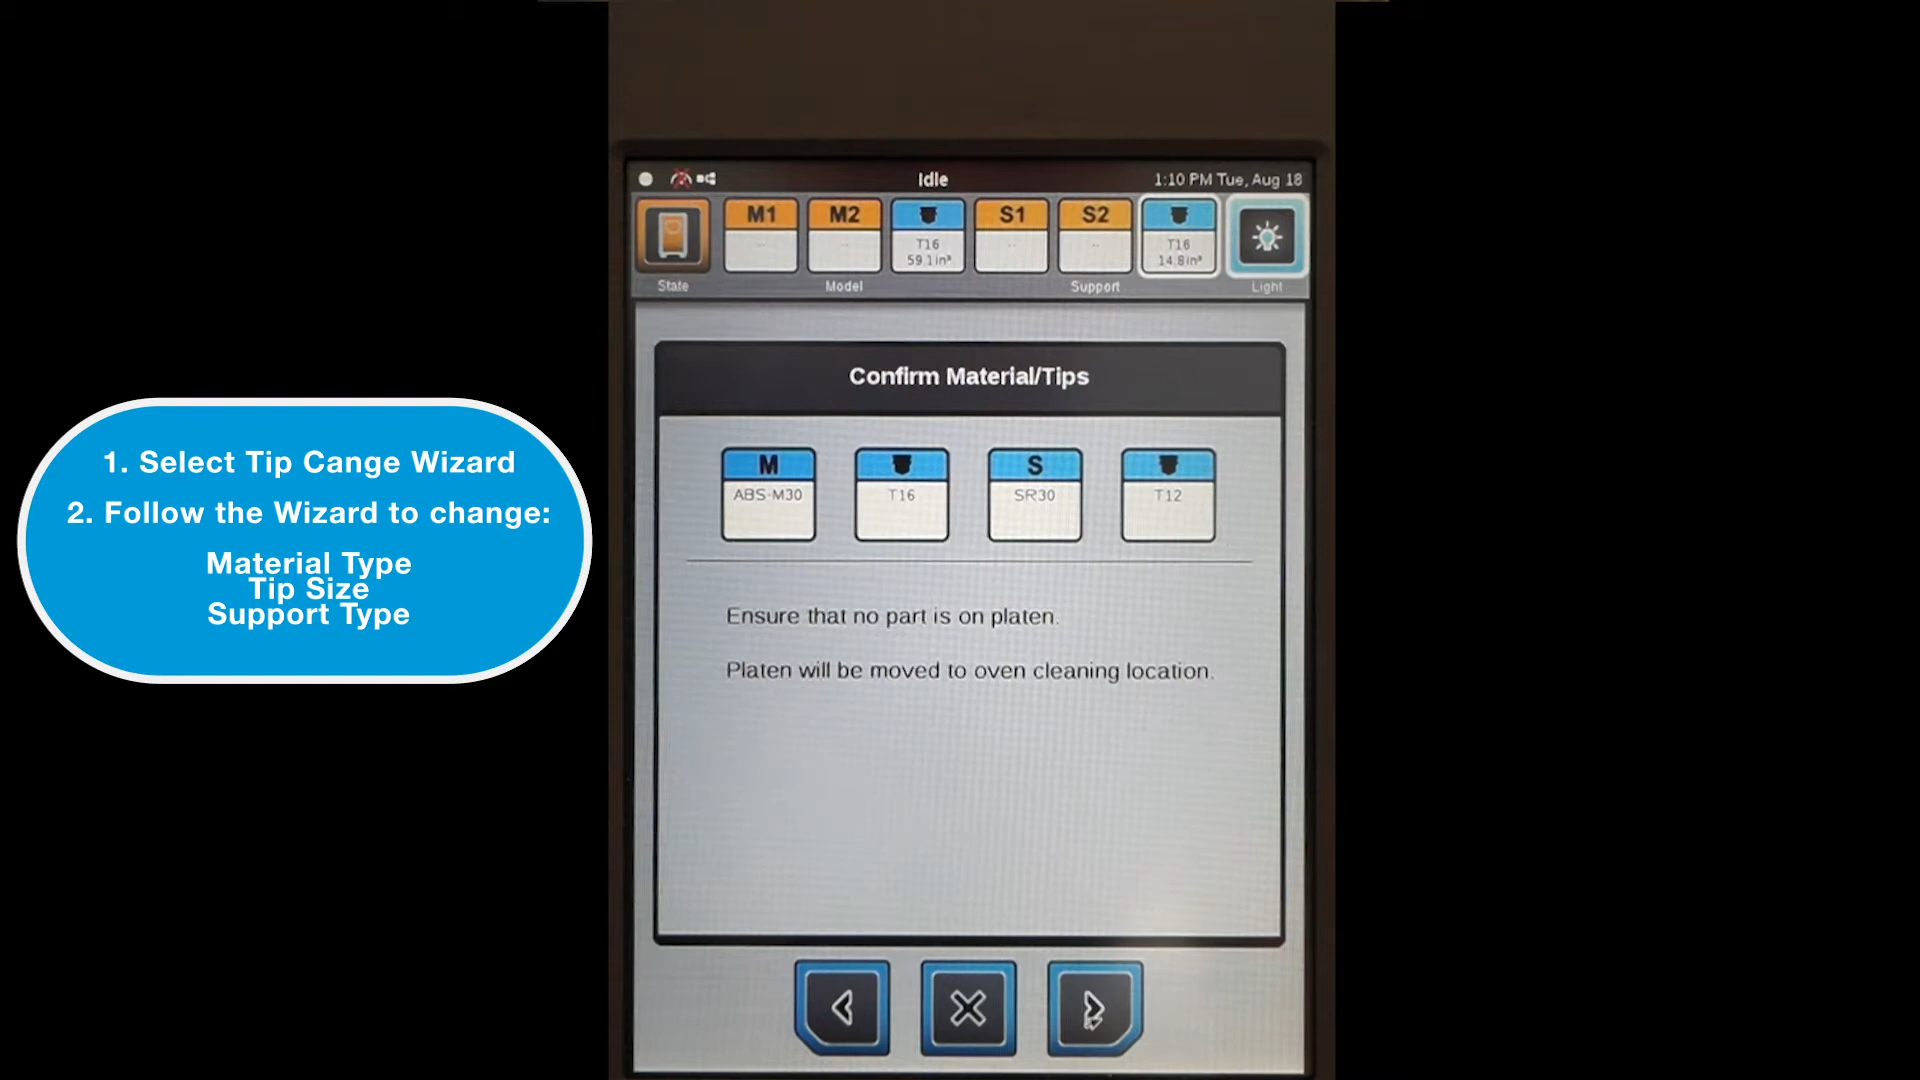 Idle
1:10 PM Tue, Aug 18
M1
M2
T16
59.1in³
S1
S2
T16
14.8in³
State
Model
Support
Light
Confirm Material/Tips
M
ABS-M30
T16
S
SR30
T12
Ensure that no part is on platen.
Platen will be moved to oven cleaning location.
1. Select Tip Cange Wizard
2. Follow the Wizard to change:
Material Type
Tip Size
Support Type